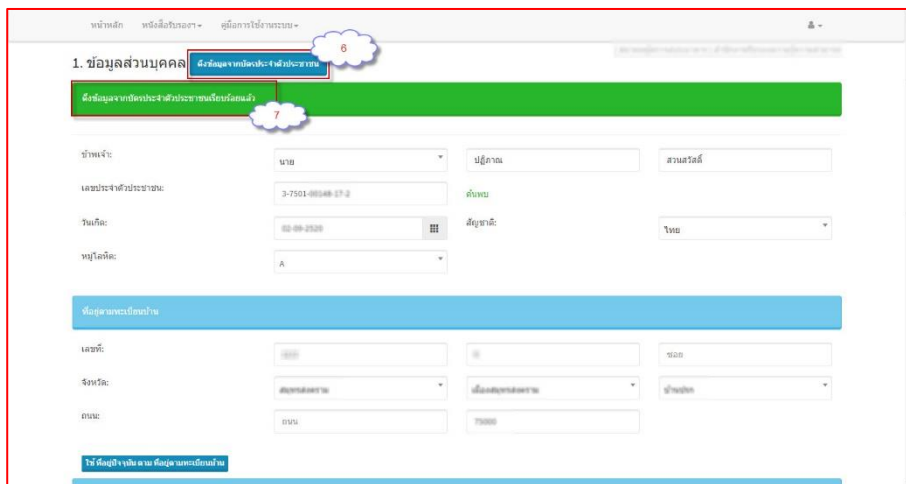 หน้าหลัก หนังสือรับรองฯ คู่มือการใช้งานระบบ
1. ข้อมูลส่วนบุคคล ดึงข้อมูลจากบัตรประจำตัวประชาชน 6
ดึงข้อมูลจากบัตรประจำตัวประชาชนเรียบร้อยแล้ว
7
ข้าพเจ้า: นาย ปฏิภาณ สวนสวัสดิ์
เลขประจำตัวประชาชน: 3-7501- ค้นพบ
วันเกิด: สัญชาติ: ไทย
หมู่โลหิต: A
ที่อยู่ตามทะเบียนบ้าน
เลขที่: ซอย
จังหวัด:
ถนน: ถนน
ใช้ ที่อยู่ปัจจุบัน ตาม ที่อยู่ตามทะเบียนบ้าน